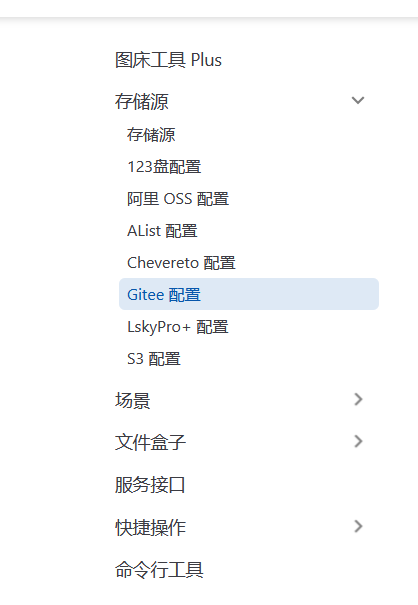 图床工具 Plus
存储源
存储源
123盘配置
阿里 OSS 配置
AList 配置
Chevereto 配置
Gitee 配置
LskyPro+ 配置
S3 配置
场景
文件盒子
服务接口
快捷操作
命令行工具